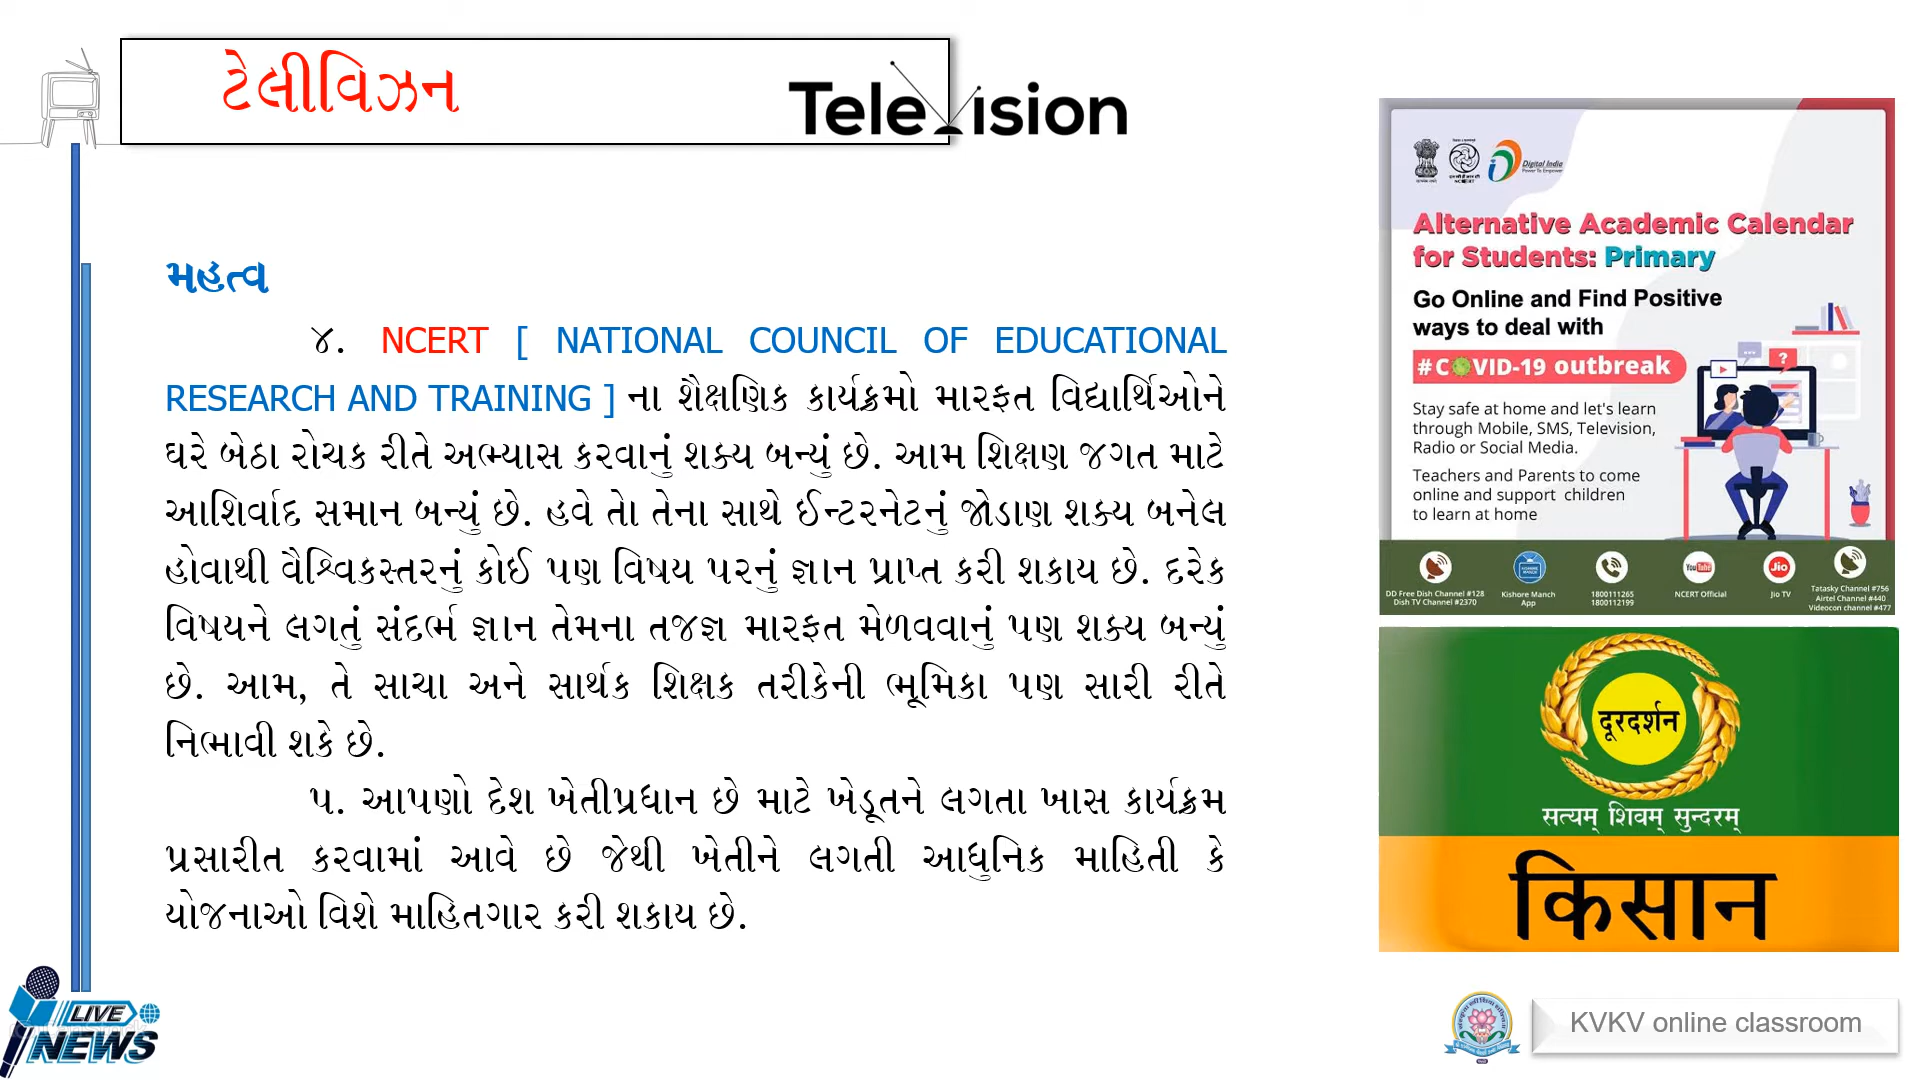 ટેલીવિઝન
Television
મહત્વ
૪. NCERT [ NATIONAL COUNCIL OF EDUCATIONAL
RESEARCH AND TRAINING ] ના શૈક્ષણિક કાર્યક્રમો મારફત વિદ્યાર્થિઓને
ઘરે બેઠા રોચક રીતે અભ્યાસ કરવાનું શક્ય બન્યું છે. આમ શિક્ષણ જગત માટે
આશિર્વાદ સમાન બન્યું છે. હવે તો તેના સાથે ઈન્ટરનેટનું જોડાણ શક્ય બનેલ
હોવાથી વૈશ્વિકસ્તરનું કોઈ પણ વિષય પરનું જ્ઞાન પ્રાપ્ત કરી શકાય છે. દરેક
વિષયને લગતું સંદર્ભ જ્ઞાન તેમના તજજ્ઞ મારફત મેળવવાનું પણ શક્ય બન્યું
છે. આમ, તે સાચા અને સાર્થક શિક્ષક તરીકેની ભૂમિકા પણ સારી રીતે
નિભાવી શકે છે.
૫. આપણો દેશ ખેતીપ્રધાન છે માટે ખેડૂતને લગતા ખાસ કાર્યક્રમ
પ્રસારીત કરવામાં આવે છે જેથી ખેતીને લગતી આધુનિક માહિતી કે
યોજનાઓ વિશે માહિતગાર કરી શકાય છે.
NCERT
Digital India
Power To Empower
Alternative Academic Calendar
for Students: Primary
Go Online and Find Positive
ways to deal with
#COVID-19 outbreak
Stay safe at home and let's learn
through Mobile, SMS, Television,
Radio or Social Media.
Teachers and Parents to come
online and support children
to learn at home
DD Free Dish Channel #128
Dish TV Channel #2370
Kishore Manch
App
1800111265
1800112199
YouTube
NCERT Official
Jio
Jio TV
Tatasky Channel #756
Airtel Channel #440
Videocon channel #477
दूरदर्शन
सत्यम् शिवम् सुन्दरम्
किसान
LIVE
NEWS
KVKV online classroom